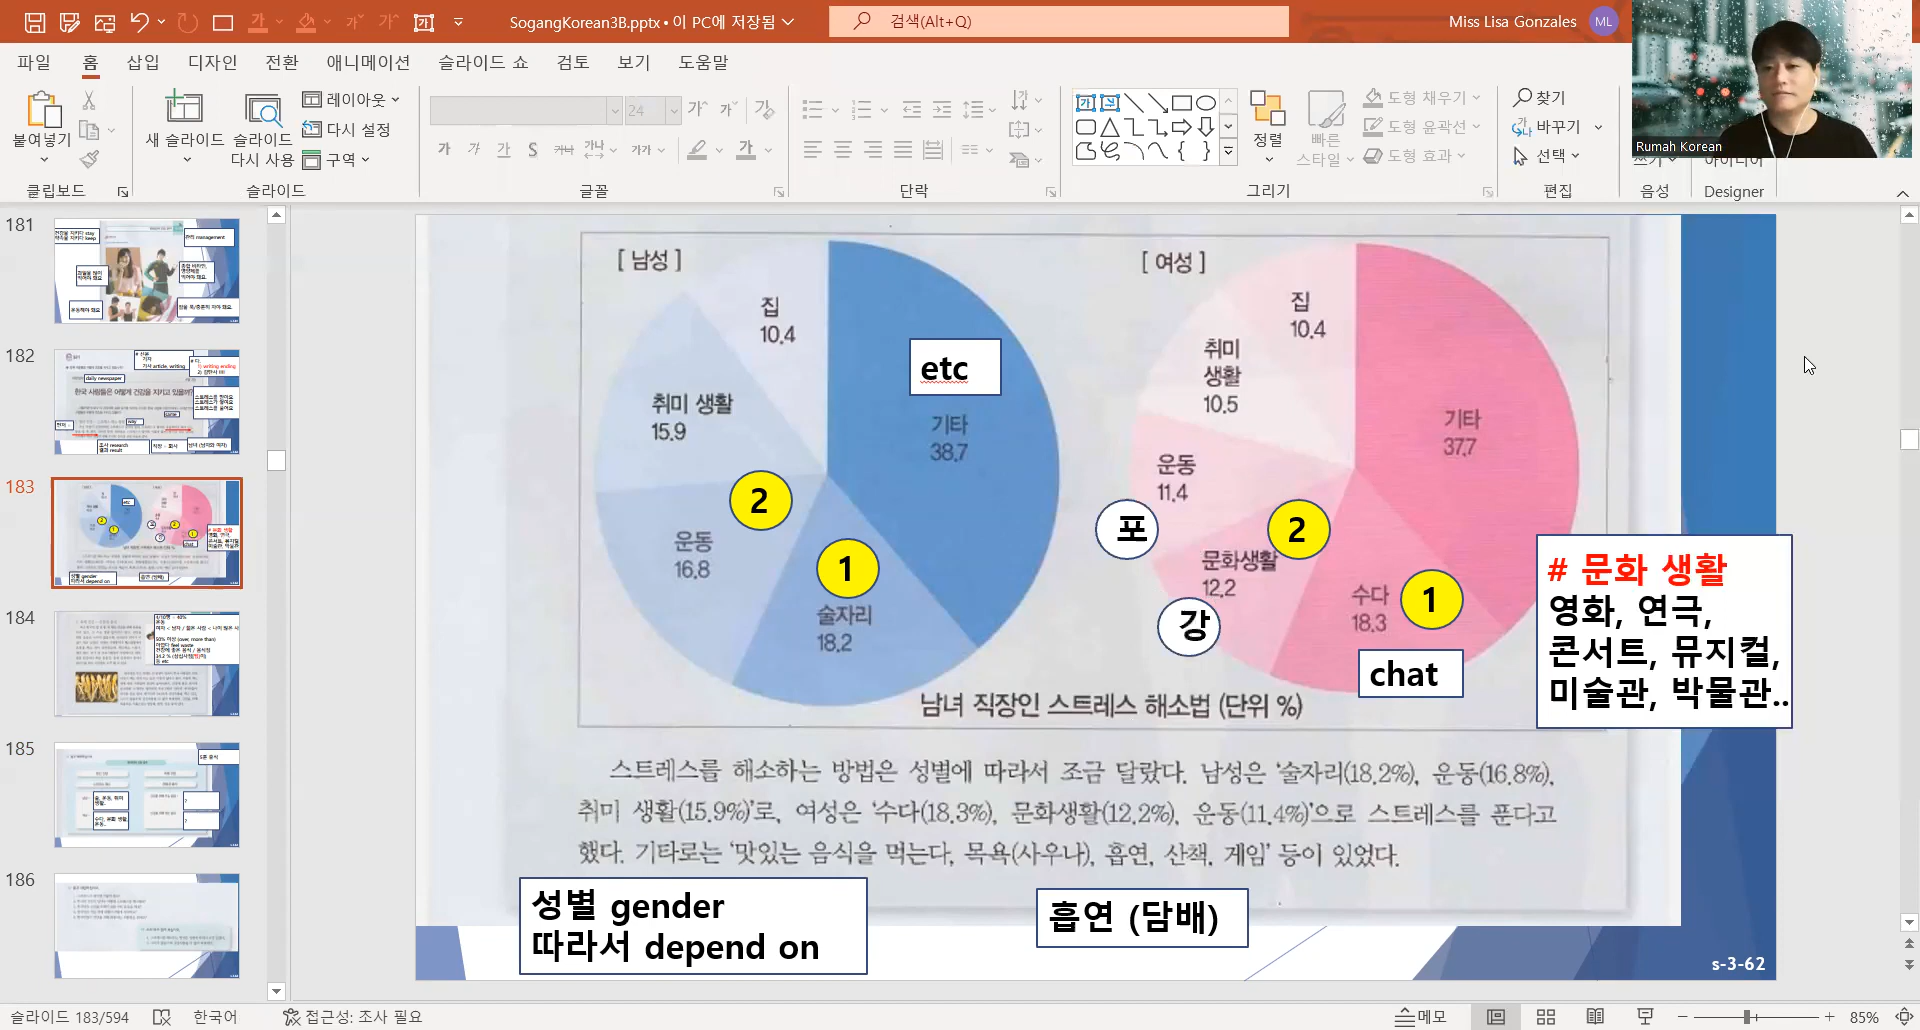 SogangKorean3B.pptx • 이 PC에 저장됨
검색(Alt+Q)
Miss Lisa Gonzales
ML
파일 홈 삽입 디자인 전환 애니메이션 슬라이드 쇼 검토 보기 도움말
붙여넣기
새 슬라이드
슬라이드 다시 사용
레이아웃
다시 설정
구역
24
정렬
빠른 스타일
도형 채우기
도형 윤곽선
도형 효과
찾기
바꾸기
선택
Rumah Korean
클립보드
슬라이드
글꼴
단락
그리기
편집
음성
Designer
181
182
183
184
185
186
[ 남성 ]
집
10.4
취미 생활
15.9
운동
16.8
술자리
18.2
기타
38.7
etc
2
1
[ 여성 ]
집
10.4
취미
생활
10.5
운동
11.4
문화생활
12.2
수다
18.3
기타
37.7
포
강
2
1
chat
# 문화 생활
영화, 연극,
콘서트, 뮤지컬,
미술관, 박물관..
남녀 직장인 스트레스 해소법 (단위 %)
스트레스를 해소하는 방법은 성별에 따라서 조금 달랐다. 남성은 ‘술자리(18.2%), 운동(16.8%),
취미 생활(15.9%)’로, 여성은 ‘수다(18.3%), 문화생활(12.2%), 운동(11.4%)’으로 스트레스를 푼다고
했다. 기타로는 ‘맛있는 음식을 먹는다, 목욕(사우나), 흡연, 산책, 게임’ 등이 있었다.
성별 gender
따라서 depend on
흡연 (담배)
s-3-62
슬라이드 183/594
한국어
접근성: 조사 필요
메모
85%